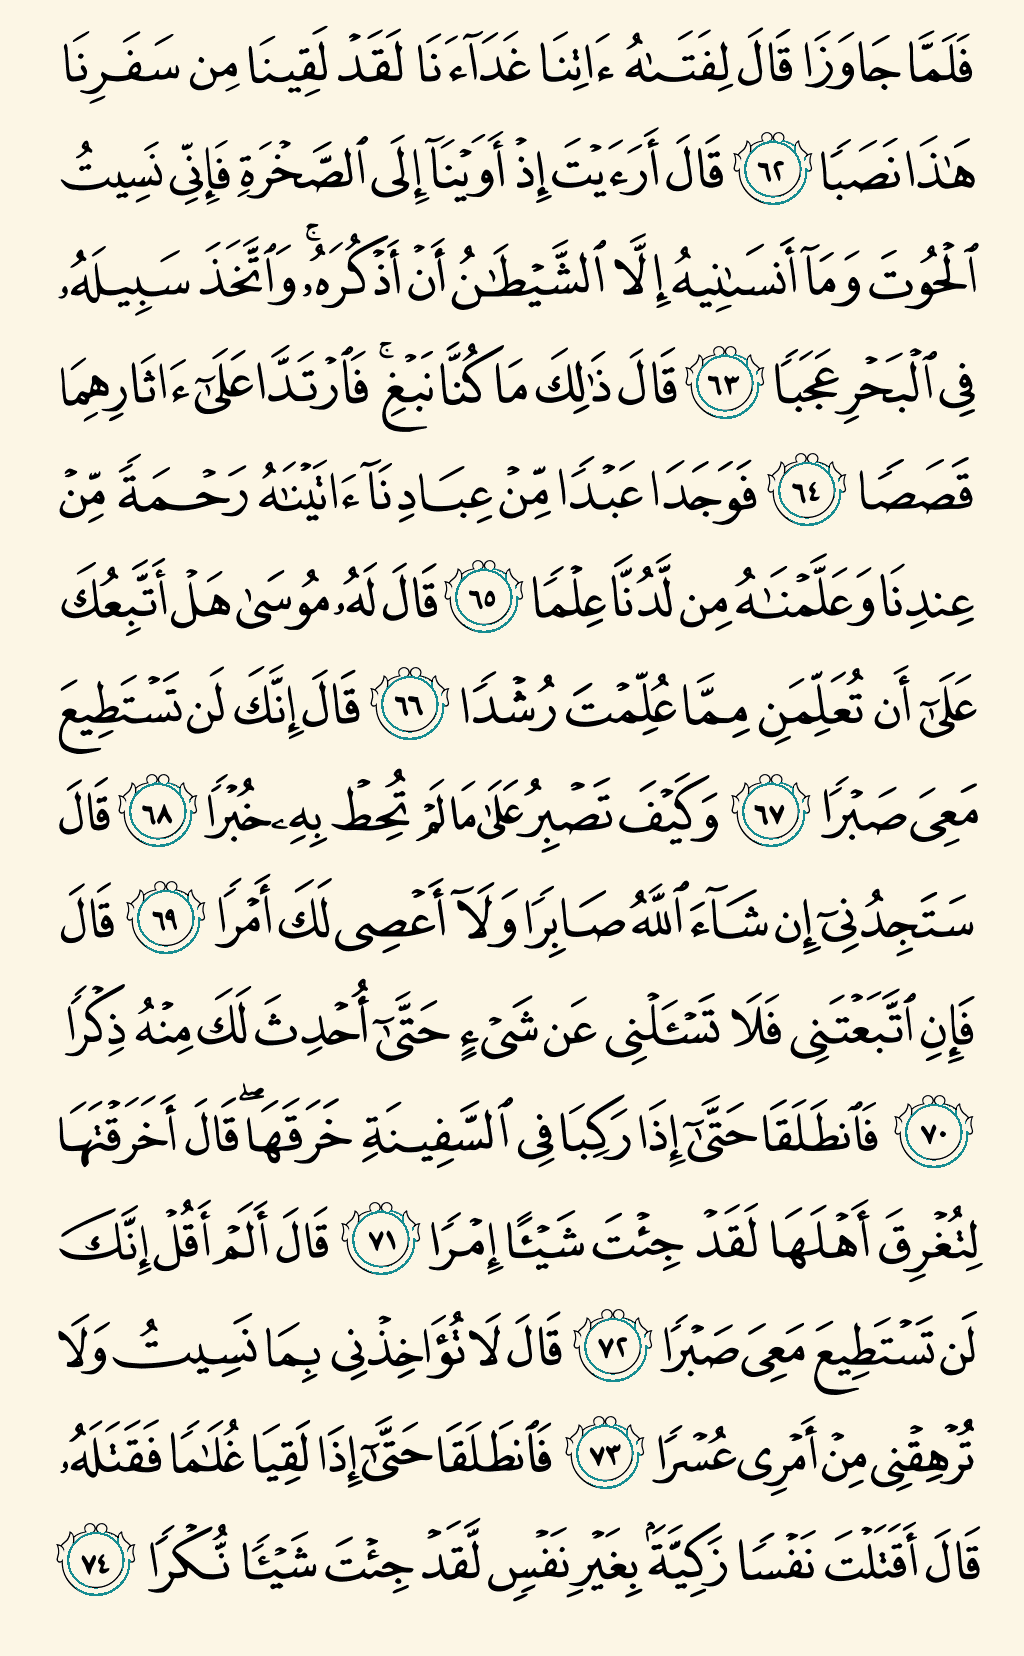 فَلَمَّا جَاوَزَا قَالَ لِفَتَىٰهُ ءَاتِنَا غَدَآءَنَا لَقَدۡ لَقِينَا مِن سَفَرِنَا
هَٰذَا نَصَبٗا ٦٢ قَالَ أَرَءَيۡتَ إِذۡ أَوَيۡنَآ إِلَى ٱلصَّخۡرَةِ فَإِنِّي نَسِيتُ
ٱلۡحُوتَ وَمَآ أَنسَىٰنِيهُ إِلَّا ٱلشَّيۡطَٰنُ أَنۡ أَذۡكُرَهُۥۚ وَٱتَّخَذَ سَبِيلَهُۥ
فِي ٱلۡبَحۡرِ عَجَبٗا ٦٣ قَالَ ذَٰلِكَ مَا كُنَّا نَبۡغِۚ فَٱرۡتَدَّا عَلَىٰٓ ءَاثَارِهِمَا
قَصَصٗا ٦٤ فَوَجَدَا عَبۡدٗا مِّنۡ عِبَادِنَآ ءَاتَيۡنَٰهُ رَحۡمَةٗ مِّنۡ
عِندِنَا وَعَلَّمۡنَٰهُ مِن لَّدُنَّا عِلۡمٗا ٦٥ قَالَ لَهُۥ مُوسَىٰ هَلۡ أَتَّبِعُكَ
عَلَىٰٓ أَن تُعَلِّمَنِ مِمَّا عُلِّمۡتَ رُشۡدٗا ٦٦ قَالَ إِنَّكَ لَن تَسۡتَطِيعَ
مَعِيَ صَبۡرٗا ٦٧ وَكَيۡفَ تَصۡبِرُ عَلَىٰ مَا لَمۡ تُحِطۡ بِهِۦ خُبۡرٗا ٦٨ قَالَ
سَتَجِدُنِيٓ إِن شَآءَ ٱللَّهُ صَابِرٗا وَلَآ أَعۡصِي لَكَ أَمۡرٗا ٦٩ قَالَ
فَإِنِ ٱتَّبَعۡتَنِي فَلَا تَسۡـَٔلۡنِي عَن شَيۡءٍ حَتَّىٰٓ أُحۡدِثَ لَكَ مِنۡهُ ذِكۡرٗا
٧٠ فَٱنطَلَقَا حَتَّىٰٓ إِذَا رَكِبَا فِي ٱلسَّفِينَةِ خَرَقَهَاۖ قَالَ أَخَرَقۡتَهَا
لِتُغۡرِقَ أَهۡلَهَا لَقَدۡ جِئۡتَ شَيۡـًٔا إِمۡرٗا ٧١ قَالَ أَلَمۡ أَقُلۡ إِنَّكَ
لَن تَسۡتَطِيعَ مَعِيَ صَبۡرٗا ٧٢ قَالَ لَا تُؤَاخِذۡنِي بِمَا نَسِيتُ وَلَا
تُرۡهِقۡنِي مِنۡ أَمۡرِي عُسۡرٗا ٧٣ فَٱنطَلَقَا حَتَّىٰٓ إِذَا لَقِيَا غُلَٰمٗا فَقَتَلَهُۥ
قَالَ أَقَتَلۡتَ نَفۡسٗا زَكِيَّةَۢ بِغَيۡرِ نَفۡسٖ لَّقَدۡ جِئۡتَ شَيۡـٔٗا نُّكۡرٗا ٧٤